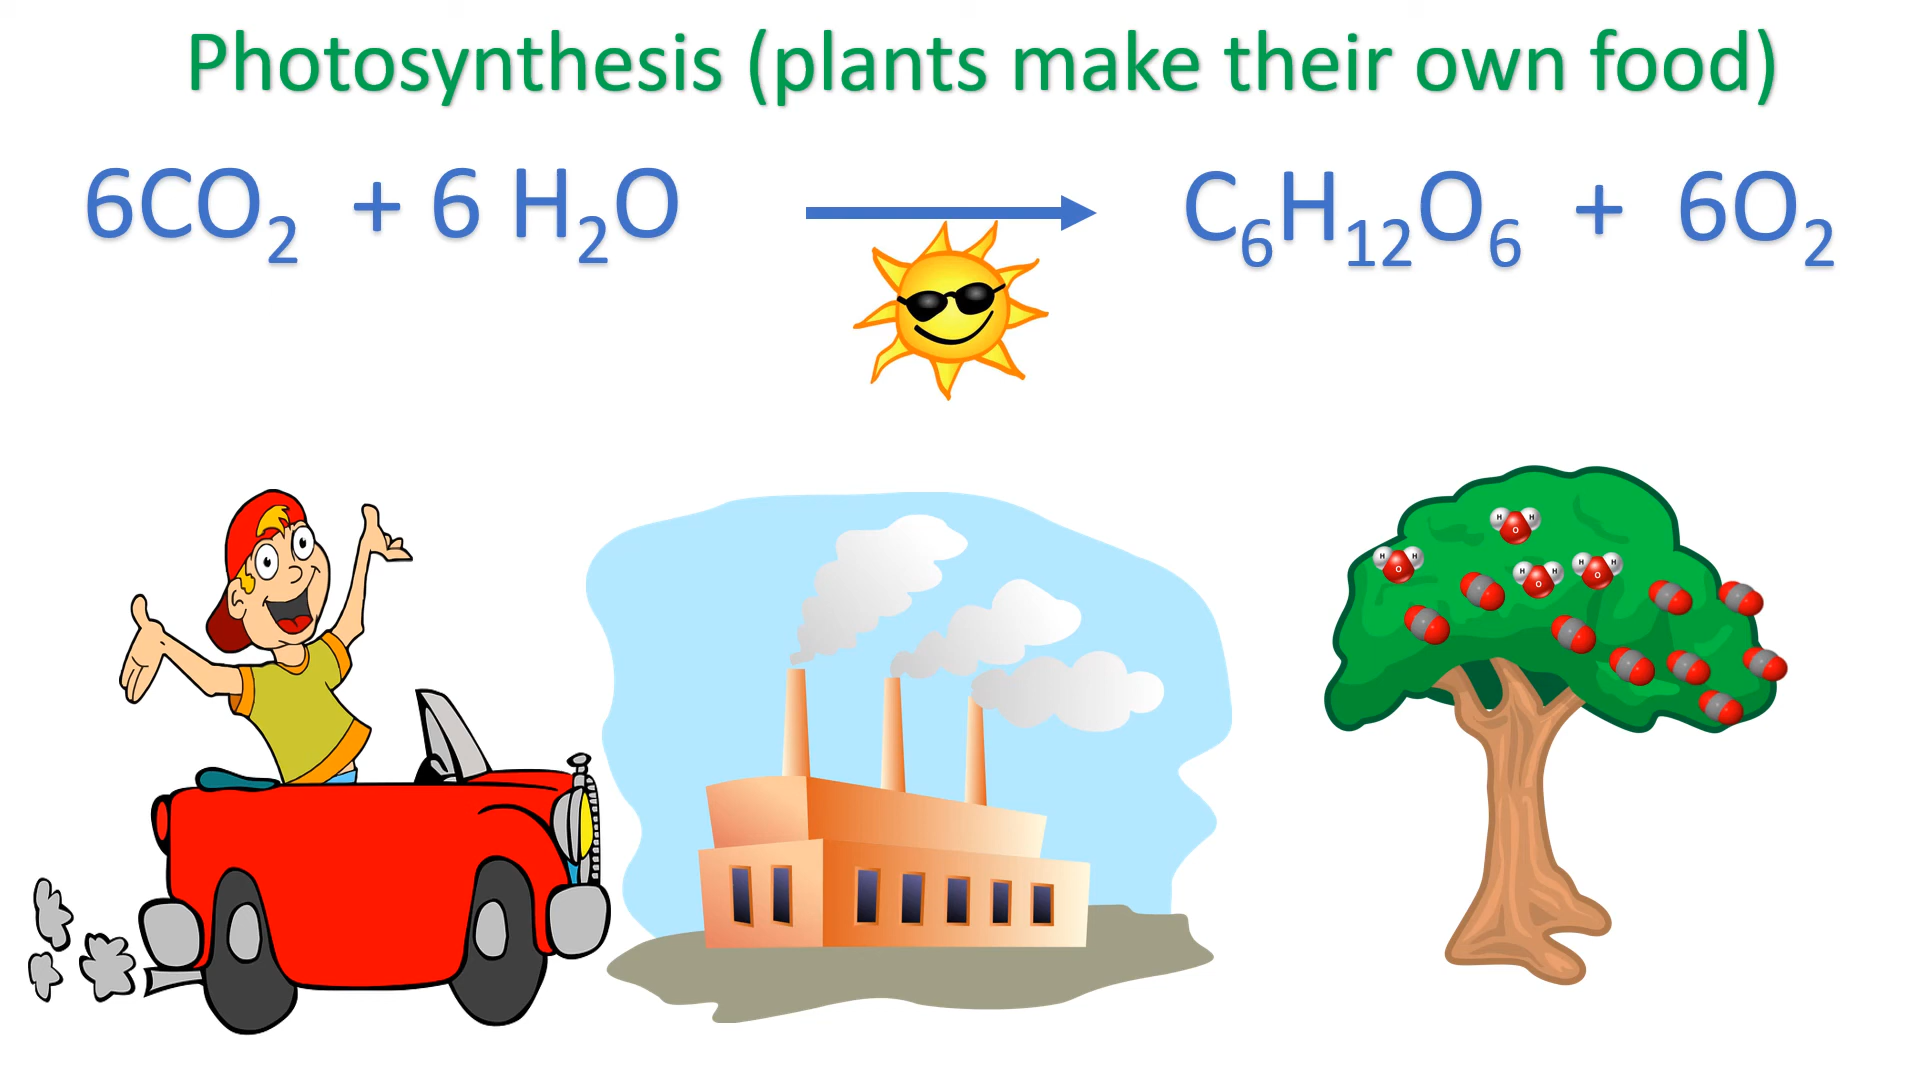 Photosynthesis (plants make their own food)
6CO₂ + 6 H₂O C₆H₁₂O₆ + 6O₂
H H
O
H H
O
H H
O
H H
O